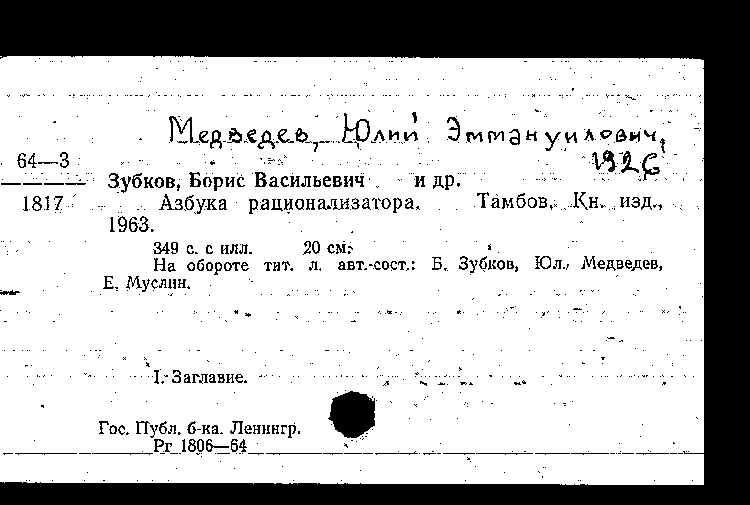 Медведев, Юлий Эммануилович,
1926
64—3
1817
Зубков, Борис Васильевич и др.
Азбука рационализатора. Тамбов, Кн. изд.,
1963.
349 с. с илл. 20 см.
На обороте тит. л. авт.-сост.: Б. Зубков, Юл. Медведев,
Е. Муслин.
I. Заглавие.
Гос. Публ. б-ка. Ленингр.
Рг 1806—64